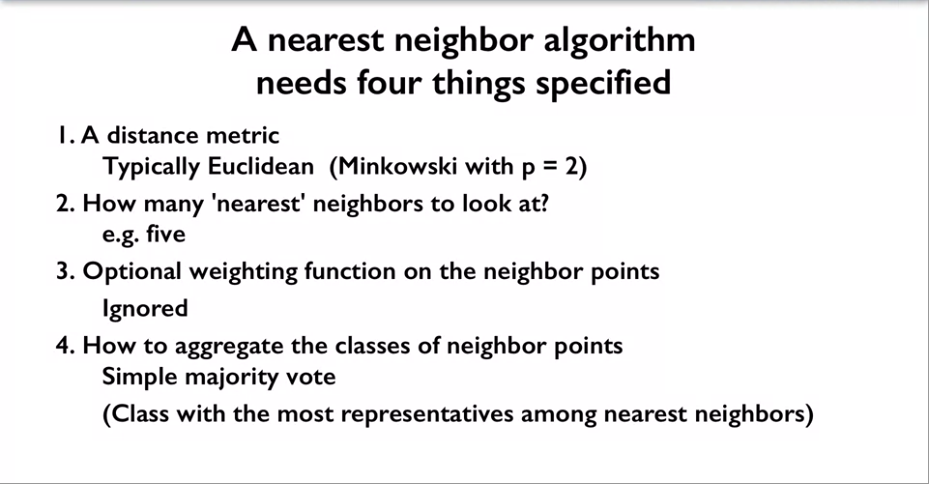 A nearest neighbor algorithm
needs four things specified
1. A distance metric
Typically Euclidean (Minkowski with p = 2)
2. How many 'nearest' neighbors to look at?
e.g. five
3. Optional weighting function on the neighbor points
Ignored
4. How to aggregate the classes of neighbor points
Simple majority vote
(Class with the most representatives among nearest neighbors)